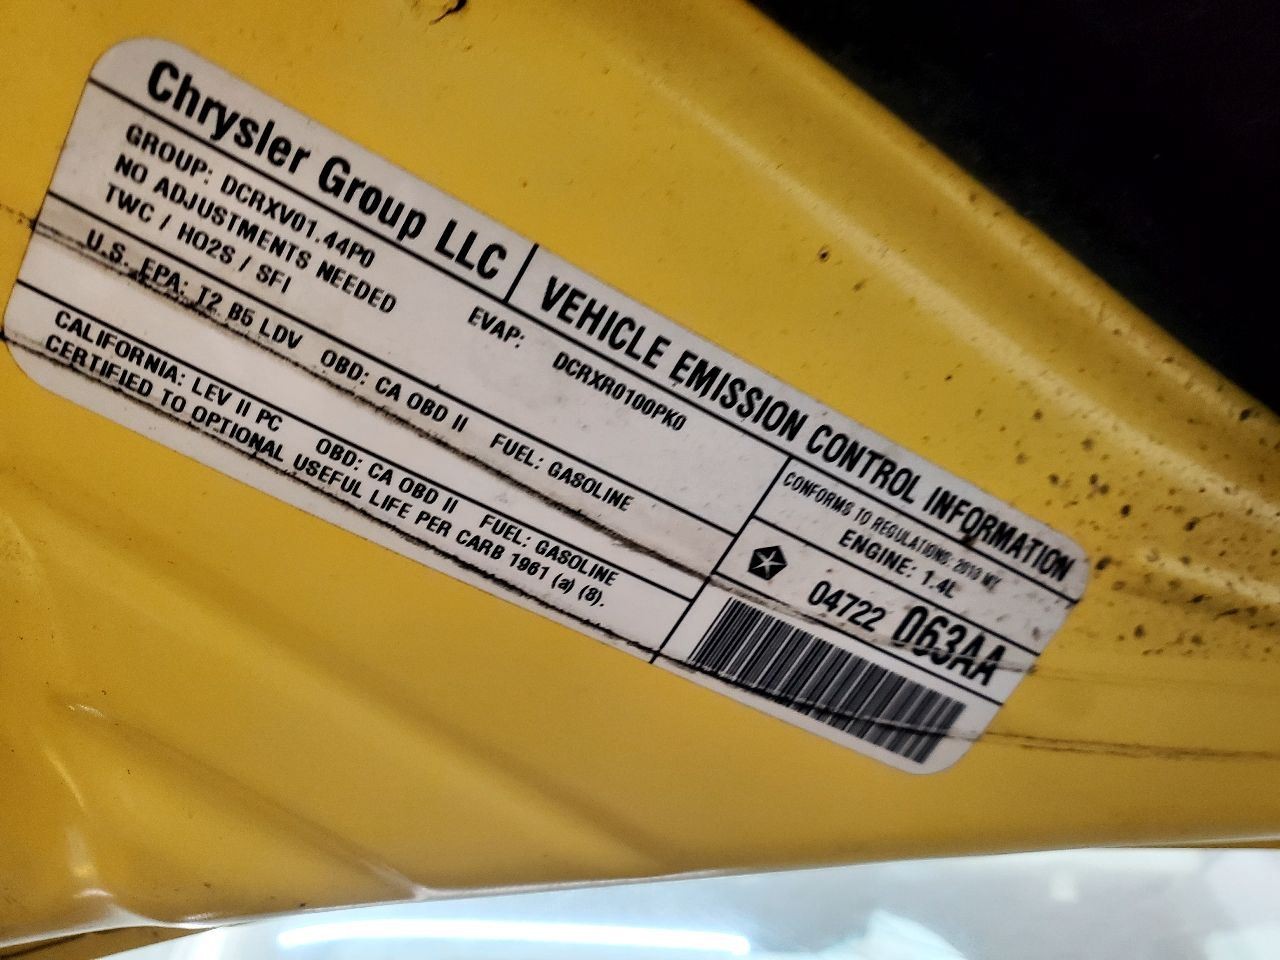 Chrysler Group LLC
VEHICLE EMISSION CONTROL INFORMATION
GROUP: DCRXV01.44P0
EVAP: DCRXR0100PK0
NO ADJUSTMENTS NEEDED
TWC / HO2S / SFI
U.S. EPA: T2 B5 LDV OBD: CA OBD II FUEL: GASOLINE
CALIFORNIA: LEV II PC OBD: CA OBD II FUEL: GASOLINE
CERTIFIED TO OPTIONAL USEFUL LIFE PER CARB 1961 (a) (8).
CONFORMS TO REGULATIONS: 2013 MY
ENGINE: 1.4L
04722 063AA